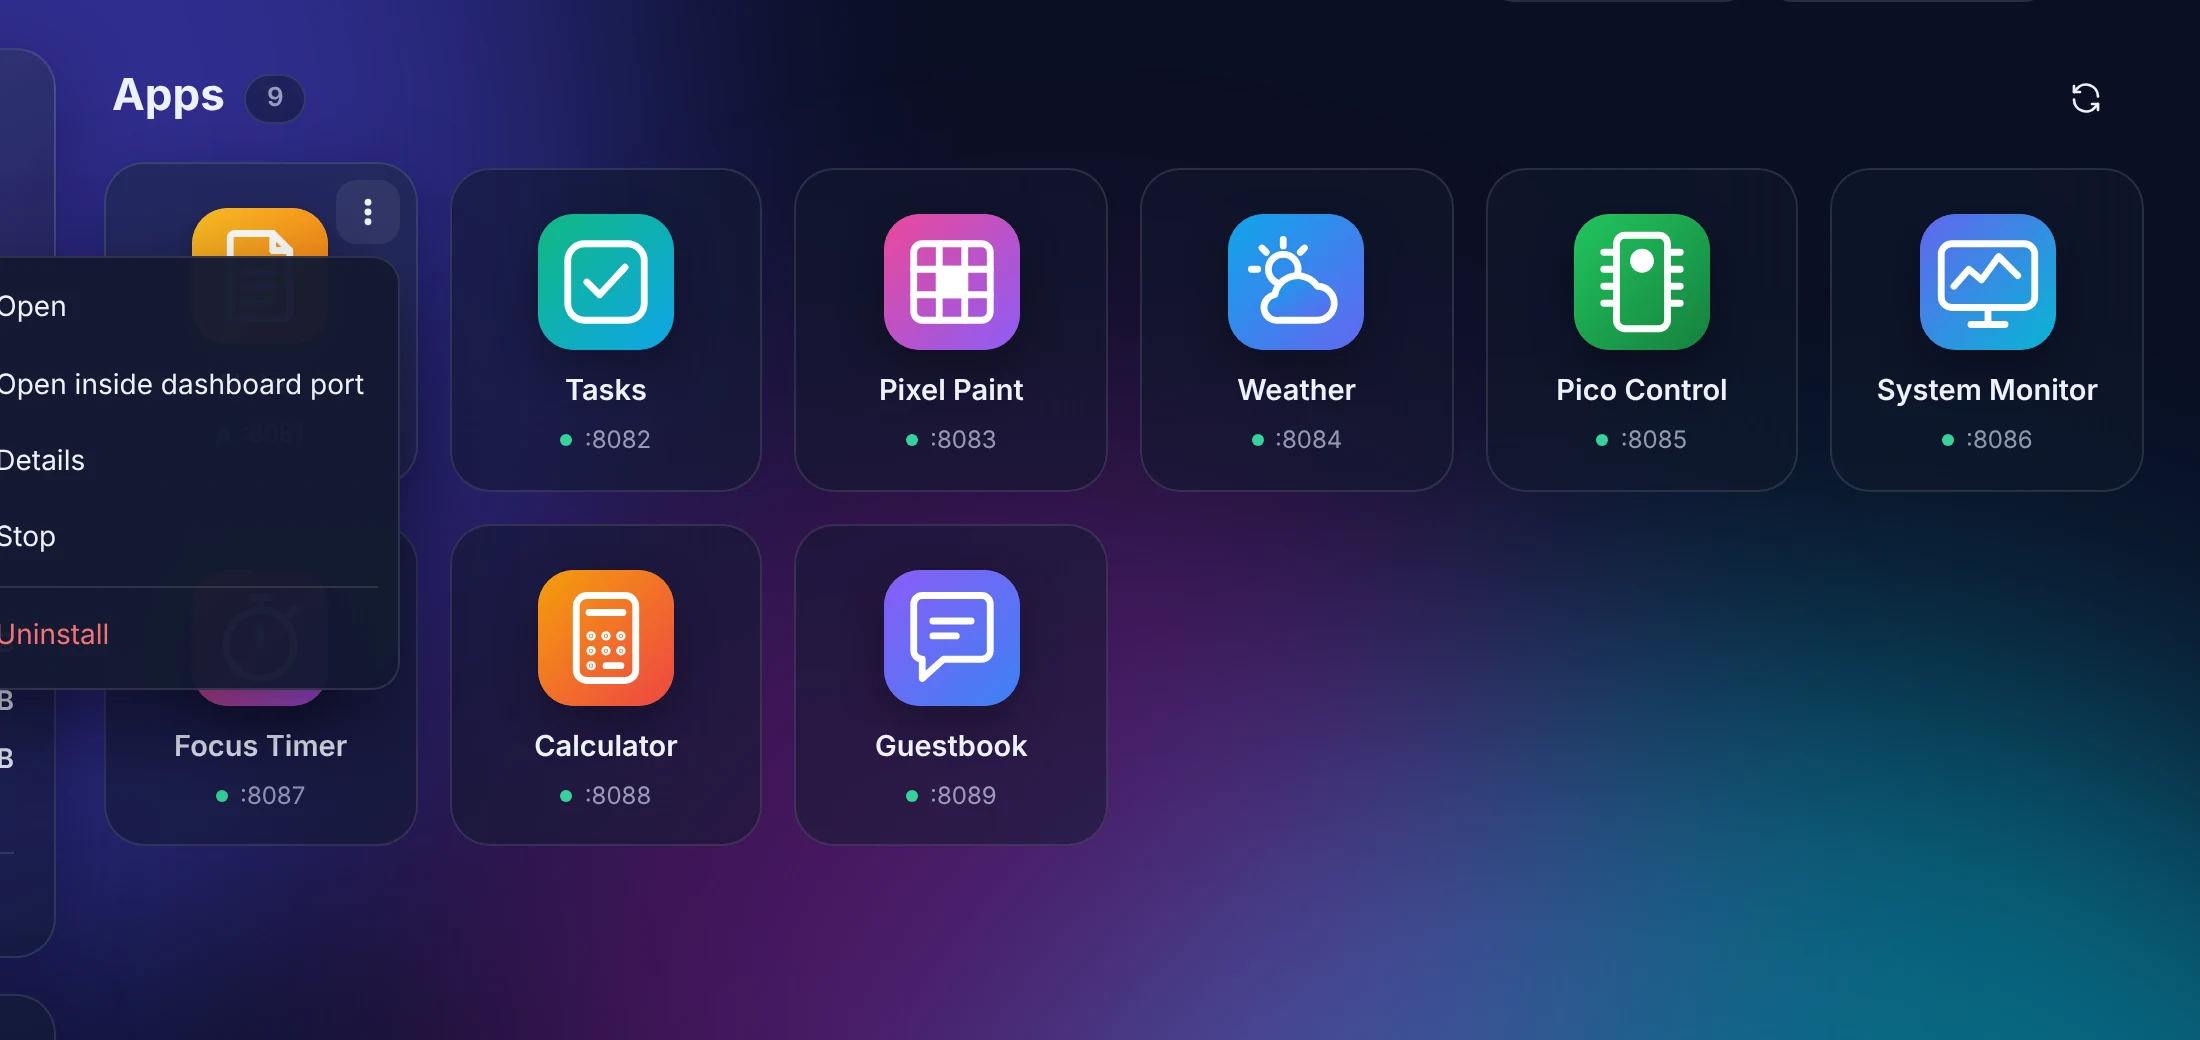 Apps 9
Open
Open inside dashboard port
Details
Stop
Uninstall
B
B
Tasks
:8082
Pixel Paint
:8083
Weather
:8084
Pico Control
:8085
System Monitor
:8086
Focus Timer
:8087
Calculator
:8088
Guestbook
:8089